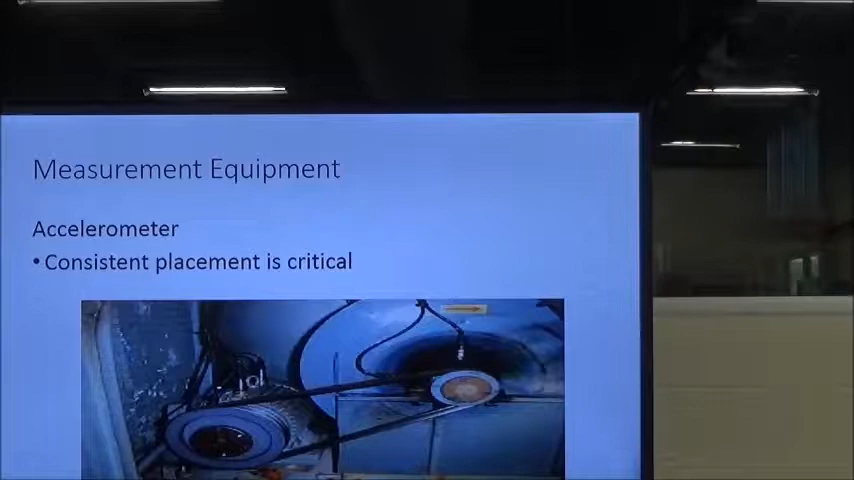 Measurement Equipment
Accelerometer
• Consistent placement is critical